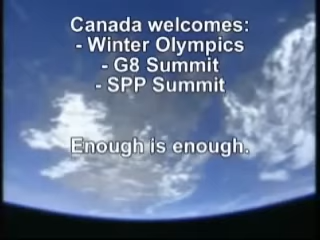 Canada welcomes:
- Winter Olympics
- G8 Summit
- SPP Summit
Enough is enough.